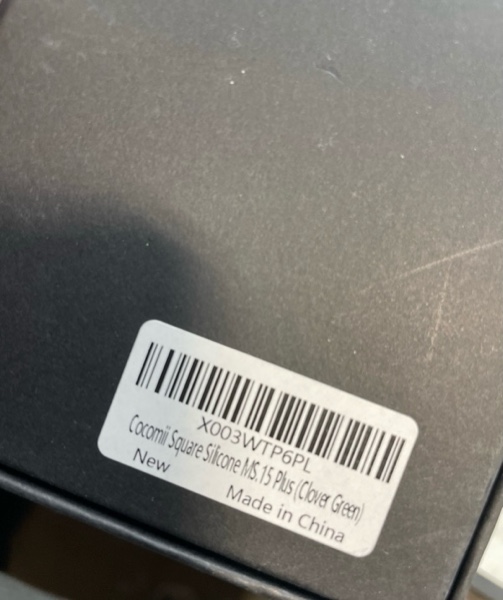 X003WTP6PL
Cocomii Square Silicone MS.15 Plus (Clover Green)
New
Made in China